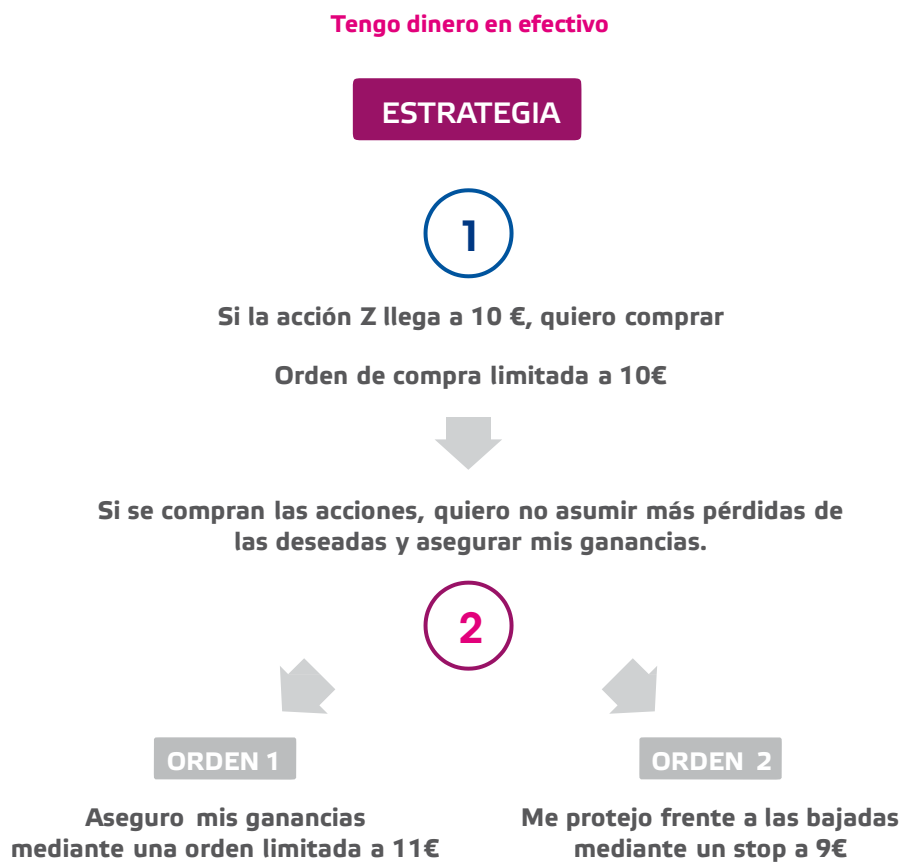 Tengo dinero en efectivo
ESTRATEGIA
1
Si la acción Z llega a 10 €, quiero comprar
Orden de compra limitada a 10€
Si se compran las acciones, quiero no asumir más pérdidas de
las deseadas y asegurar mis ganancias.
2
ORDEN 1
Aseguro mis ganancias
mediante una orden limitada a 11€
ORDEN 2
Me protejo frente a las bajadas
mediante un stop a 9€